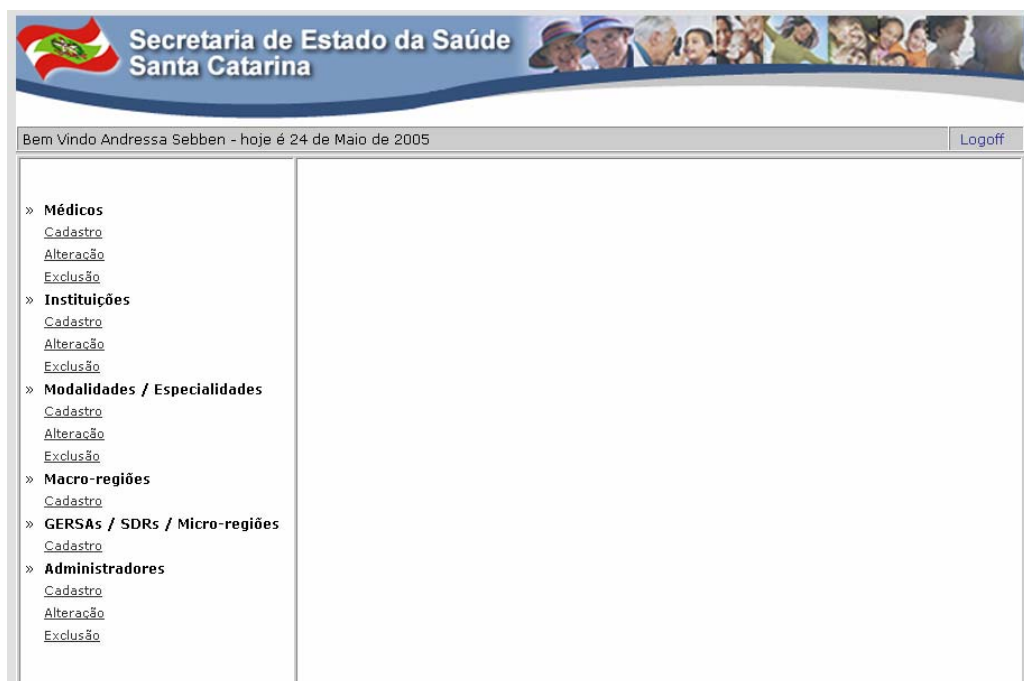 Secretaria de Estado da Saúde
Santa Catarina
Bem Vindo Andressa Sebben - hoje é 24 de Maio de 2005
Logoff
» Médicos
Cadastro
Alteração
Exclusão
» Instituições
Cadastro
Alteração
Exclusão
» Modalidades / Especialidades
Cadastro
Alteração
Exclusão
» Macro-regiões
Cadastro
» GERSAs / SDRs / Micro-regiões
Cadastro
» Administradores
Cadastro
Alteração
Exclusão